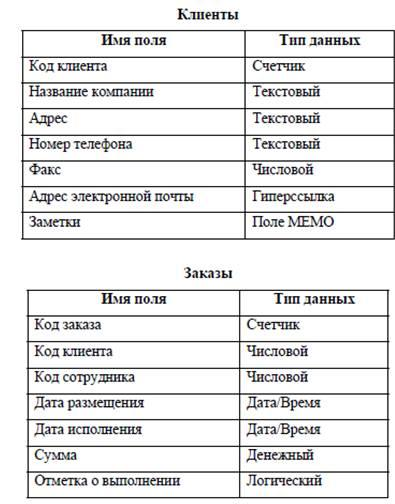 Клиенты
Имя поля Тип данных
Код клиента Счетчик
Название компании Текстовый
Адрес Текстовый
Номер телефона Текстовый
Факс Числовой
Адрес электронной почты Гиперссылка
Заметки Поле МЕМО
Заказы
Имя поля Тип данных
Код заказа Счетчик
Код клиента Числовой
Код сотрудника Числовой
Дата размещения Дата/Время
Дата исполнения Дата/Время
Сумма Денежный
Отметка о выполнении Логический